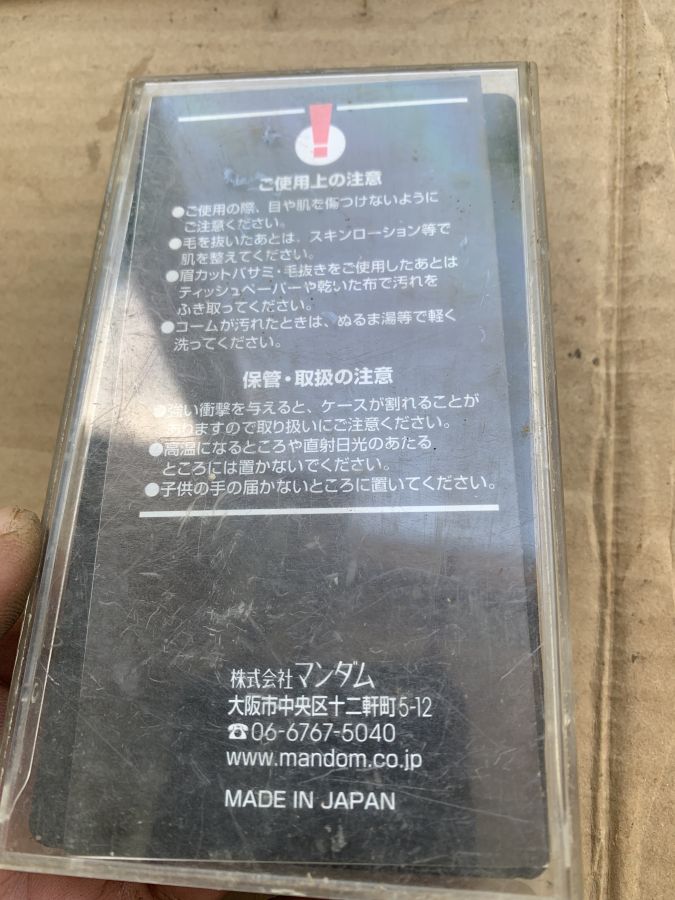 !
ご使用上の注意
●ご使用の際、目や肌を傷つけないように
ご注意ください。
●毛を抜いたあとは、スキンローション等で
肌を整えてください。
●眉カットバサミ・毛抜きをご使用したあとは
ティッシュペーパーや乾いた布で汚れを
ふき取ってください。
●コームが汚れたときは、ぬるま湯等で軽く
洗ってください。
保管・取扱の注意
●強い衝撃を与えると、ケースが割れることが
ありますので取り扱いにご注意ください。
●高温になるところや直射日光のあたる
ところには置かないでください。
●子供の手の届かないところに置いてください。
株式会社マンダム
大阪市中央区十二軒町5-12
☎06-6767-5040
www.mandom.co.jp
MADE IN JAPAN